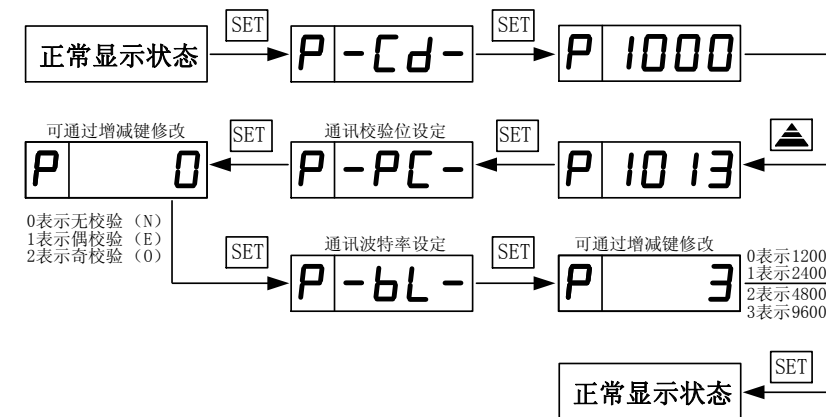 SET
SET
正常显示状态
P -Cd-
P 1000
可通过增减键修改
SET
通讯校验位设定
SET
P 0
P -PC-
P 1013
0表示无校验 (N)
1表示偶校验 (E)
2表示奇校验 (O)
SET
通讯波特率设定
SET
可通过增减键修改
P -bL-
P 3
0表示1200
1表示2400
2表示4800
3表示9600
SET
正常显示状态